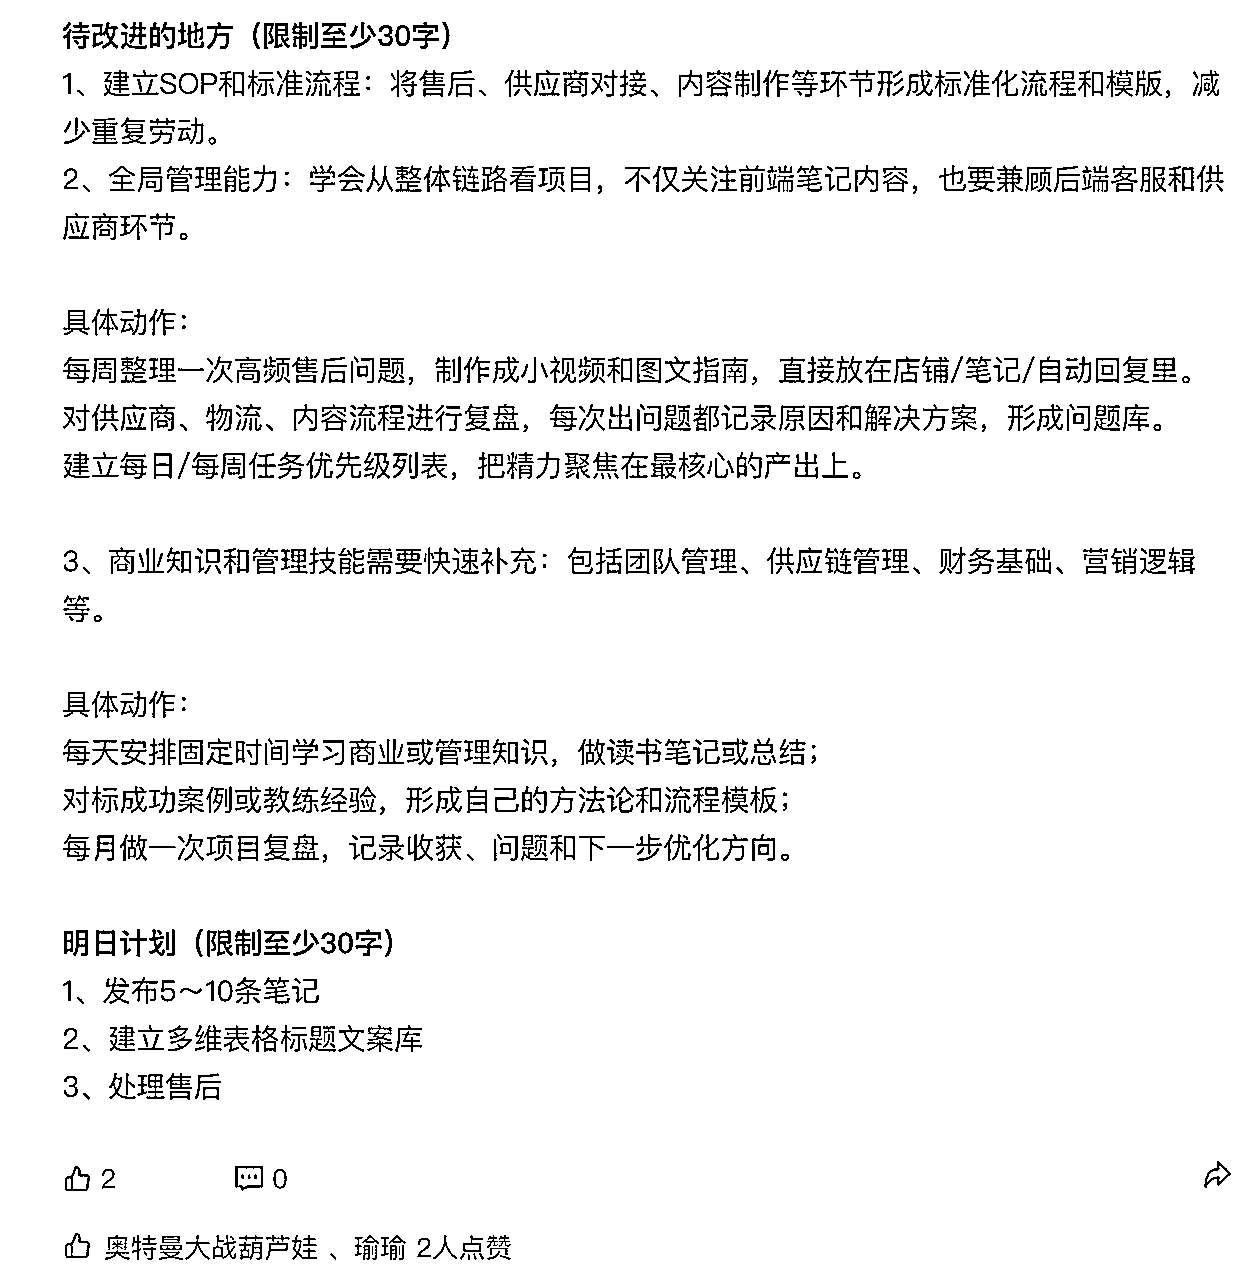 待改进的地方（限制至少30字）
1、建立SOP和标准流程：将售后、供应商对接、内容制作等环节形成标准化流程和模版，减
少重复劳动。
2、全局管理能力：学会从整体链路看项目，不仅关注前端笔记内容，也要兼顾后端客服和供
应商环节。
具体动作：
每周整理一次高频售后问题，制作成小视频和图文指南，直接放在店铺/笔记/自动回复里。
对供应商、物流、内容流程进行复盘，每次出问题都记录原因和解决方案，形成问题库。
建立每日/每周任务优先级列表，把精力聚焦在最核心的产出上。
3、商业知识和管理技能需要快速补充：包括团队管理、供应链管理、财务基础、营销逻辑
等。
具体动作：
每天安排固定时间学习商业或管理知识，做读书笔记或总结；
对标成功案例或教练经验，形成自己的方法论和流程模板；
每月做一次项目复盘，记录收获、问题和下一步优化方向。
明日计划（限制至少30字）
1、发布5～10条笔记
2、建立多维表格标题文案库
3、处理售后
2 0
奥特曼大战葫芦娃 、瑜瑜 2人点赞